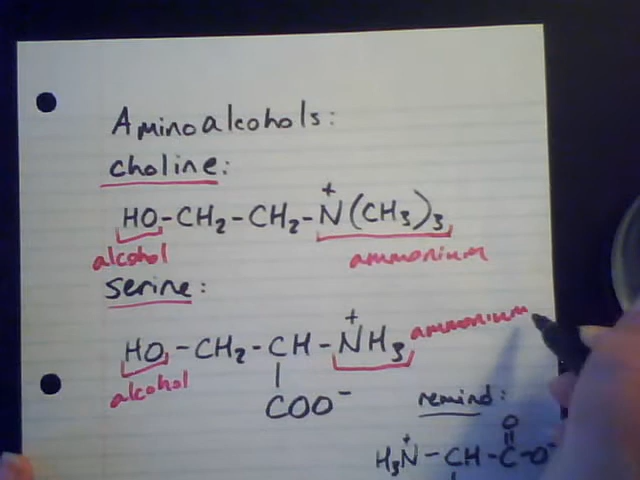 Aminoalcohols:
choline:
HO-CH₂-CH₂-N⁺(CH₃)₃
alcohol ammonium
serine:
HO-CH₂-CH-N⁺H₃ ammonium
alcohol
COO⁻
remind:
O
H₃N⁺-CH-C-O⁻